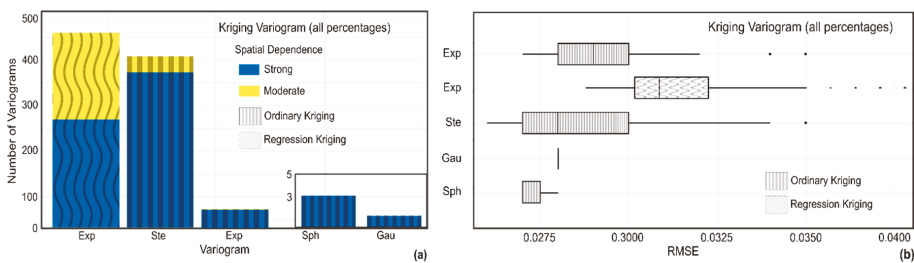 Kriging Variogram (all percentages)
Spatial Dependence
Strong
Moderate
Ordinary Kriging
Regression Kriging
Number of Variograms
500
400
300
200
100
0
5
3
Exp
Ste
Exp
Sph
Gau
Variogram
(a)
Kriging Variogram (all percentages)
Exp
Exp
Ste
Gau
Sph
Ordinary Kriging
Regression Kriging
0.0275
0.3000
0.0325
0.0350
0.0400
RMSE
(b)